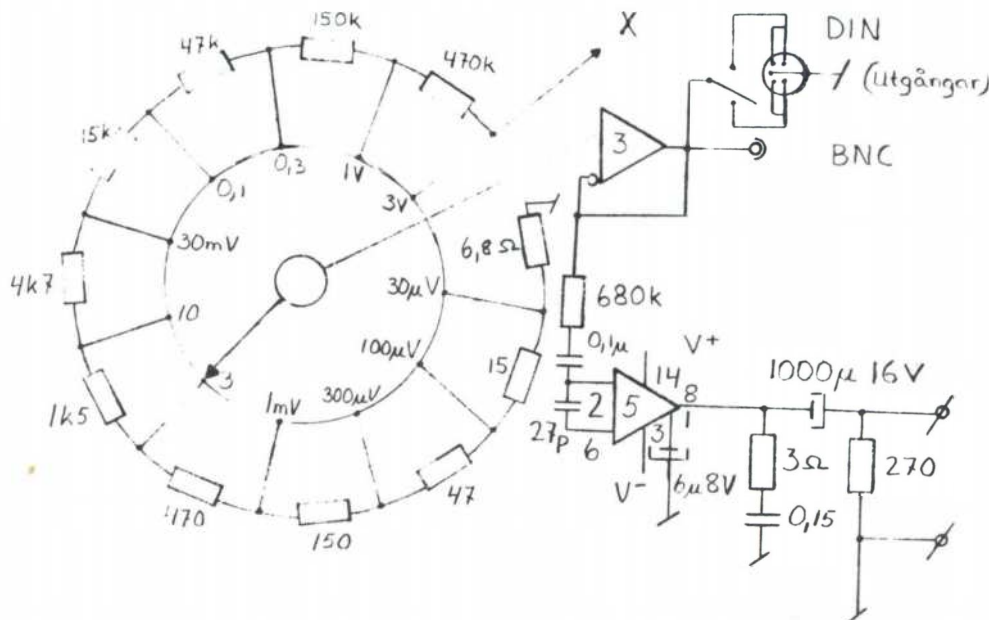 150k
47k
470k
15k
X
DIN
(utgångar)
BNC
3
0,1
0,3
1V
3V
30mV
10
3
1mV
300µV
100µV
30µV
4k7
1k5
470
150
47
15
6,8Ω
680k
0,1µ
27p
2
6
5
14
8
1
3
V+
V-
6µ8V
1000µ 16V
3Ω
0,15
270